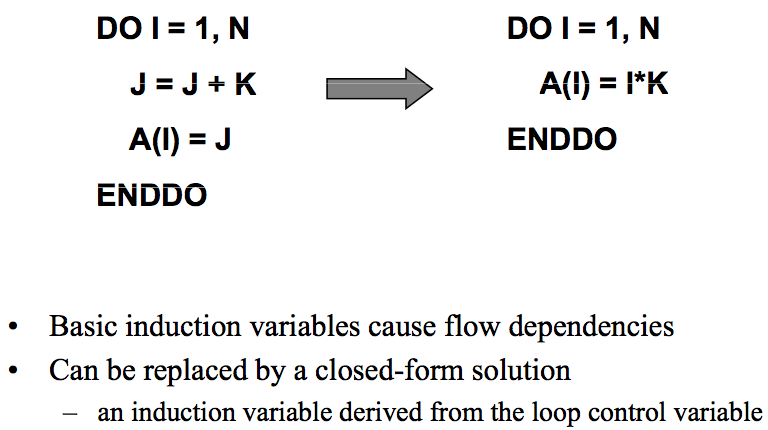 DO I = 1, N
J = J + K
A(I) = J
ENDDO
DO I = 1, N
A(I) = I*K
ENDDO
• Basic induction variables cause flow dependencies
• Can be replaced by a closed-form solution
– an induction variable derived from the loop control variable